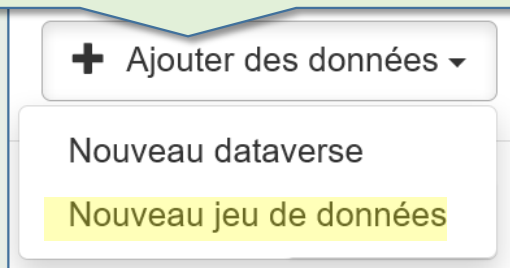 + Ajouter des données
Nouveau dataverse
Nouveau jeu de données